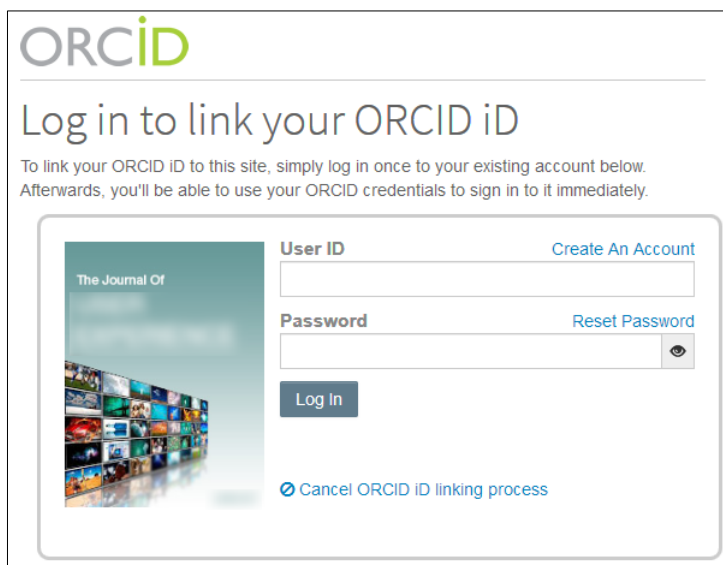 ORCiD
Log in to link your ORCID iD
To link your ORCID iD to this site, simply log in once to your existing account below.
Afterwards, you'll be able to use your ORCID credentials to sign in to it immediately.
The Journal Of
User ID
Create An Account
Password
Reset Password
Log In
Cancel ORCID iD linking process